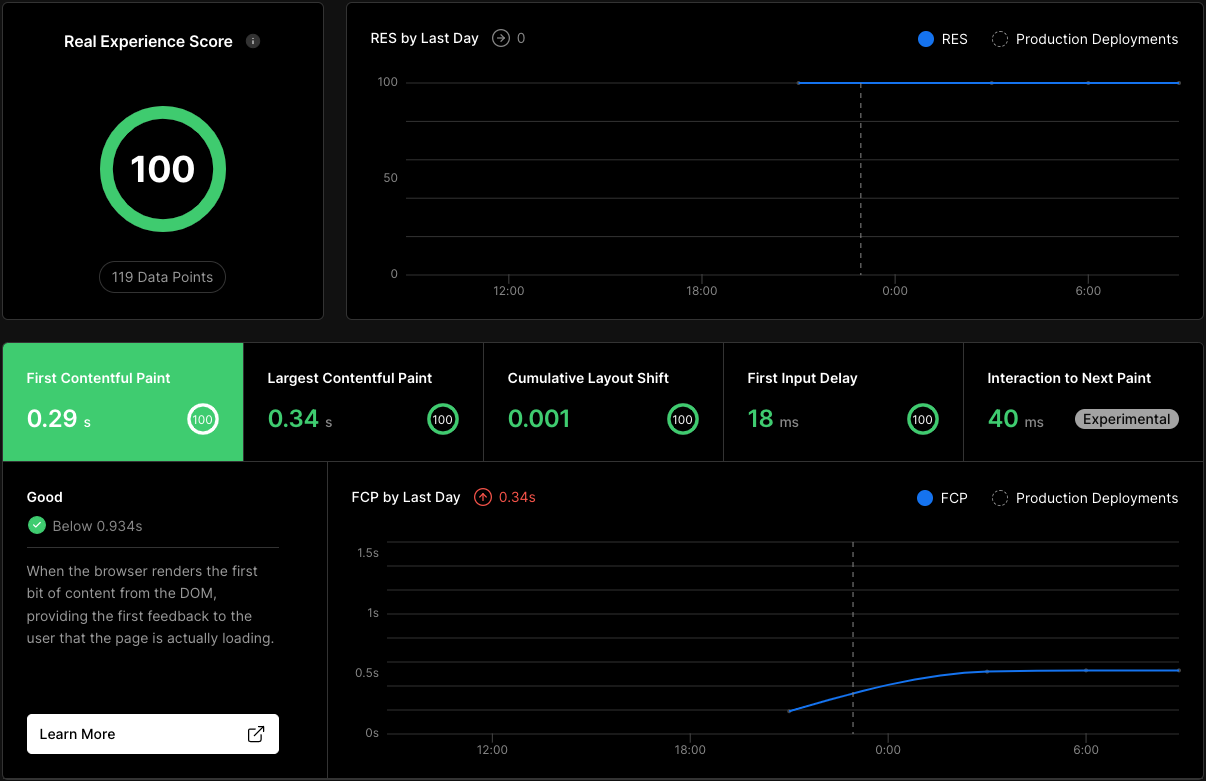 Real Experience Score
100
119 Data Points
RES by Last Day 0
RES Production Deployments
100
50
0
12:00 18:00 0:00 6:00
First Contentful Paint
0.29 s 100
Largest Contentful Paint
0.34 s 100
Cumulative Layout Shift
0.001 100
First Input Delay
18 ms 100
Interaction to Next Paint
40 ms Experimental
Good
Below 0.934s
When the browser renders the first
bit of content from the DOM,
providing the first feedback to the
user that the page is actually loading.
Learn More
FCP by Last Day 0.34s
FCP Production Deployments
1.5s
1s
0.5s
0s
12:00 18:00 0:00 6:00